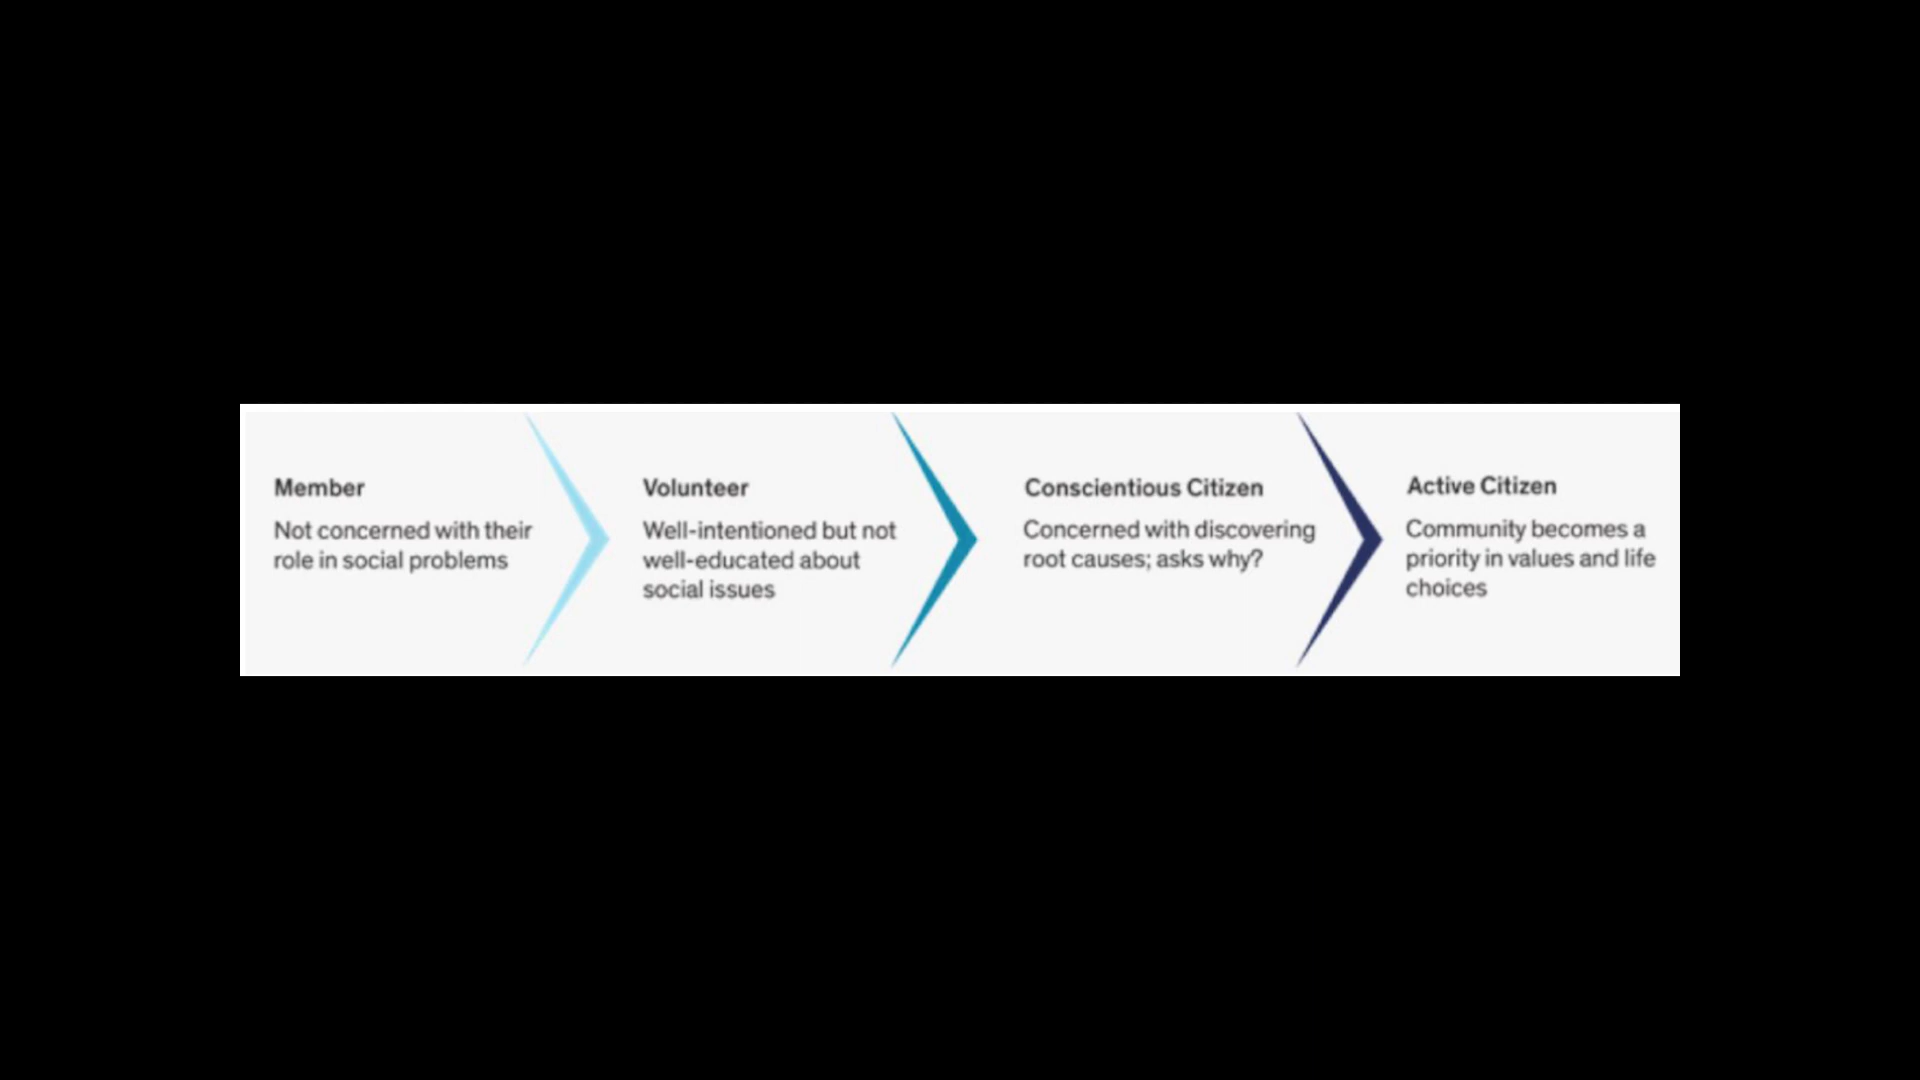 Member
Not concerned with their
role in social problems
Volunteer
Well-intentioned but not
well-educated about
social issues
Conscientious Citizen
Concerned with discovering
root causes; asks why?
Active Citizen
Community becomes a
priority in values and life
choices